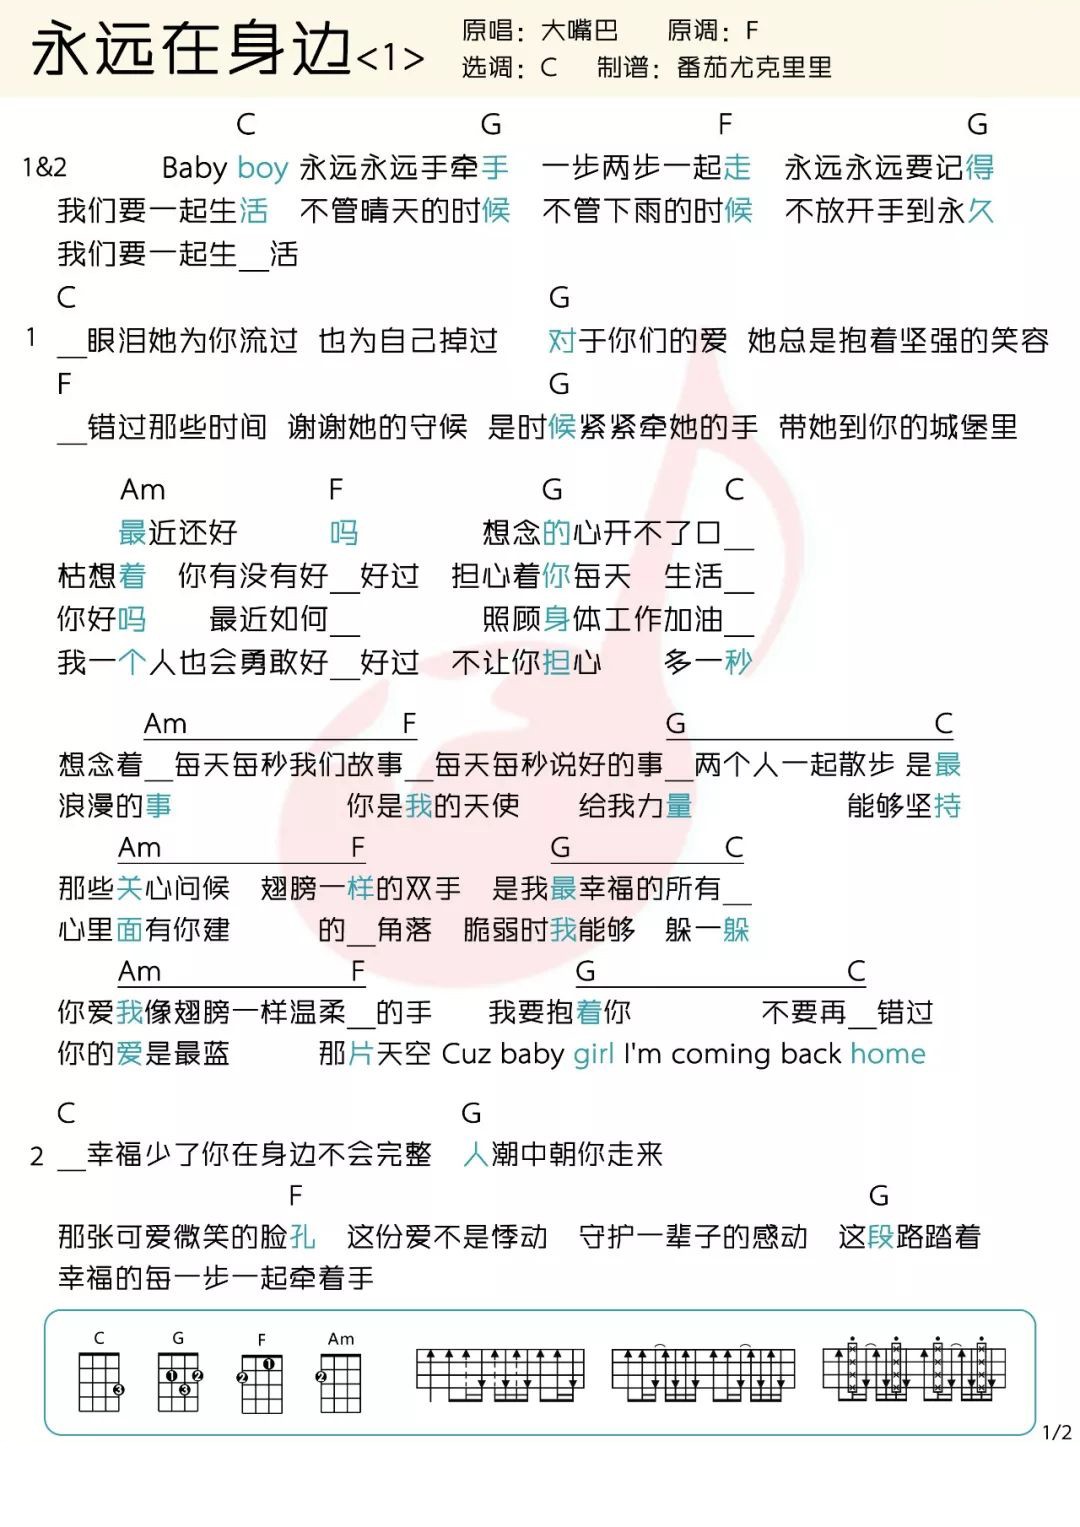 永远在身边<1>
原唱：大嘴巴 原调：F
选调：C 制谱：番茄尤克里里
C G F G
1&2 Baby boy 永远永远手牵手 一步两步一起走 永远永远要记得
我们要一起生活 不管晴天的时候 不管下雨的时候 不放开手到永久
我们要一起生__活
C G
1 __眼泪她为你流过 也为自己掉过 对于你们的爱 她总是抱着坚强的笑容
F G
__错过那些时间 谢谢她的守候 是时候紧紧牵她的手 带她到你的城堡里
Am F G C
最近还好 吗 想念的心开不了口__
枯想着 你有没有好__好过 担心着你每天 生活__
你好吗 最近如何__ 照顾身体工作加油__
我一个人也会勇敢好__好过 不让你担心 多一秒
Am F G C
想念着__每天每秒我们故事__每天每秒说好的事__两个人一起散步 是最
浪漫的事 你是我的天使 给我力量 能够坚持
Am F G C
那些关心问候 翅膀一样的双手 是我最幸福的所有__
心里面有你建 的__角落 脆弱时我能够 躲一躲
Am F G C
你爱我像翅膀一样温柔__的手 我要抱着你 不要再__错过
你的爱是最蓝 那片天空 Cuz baby girl I'm coming back home
C G
2 __幸福少了你在身边不会完整 人潮中朝你走来
F G
那张可爱微笑的脸孔 这份爱不是悸动 守护一辈子的感动 这段路踏着
幸福的每一步一起牵着手
C G F Am
3 1 2 3 2 1 2
1/2